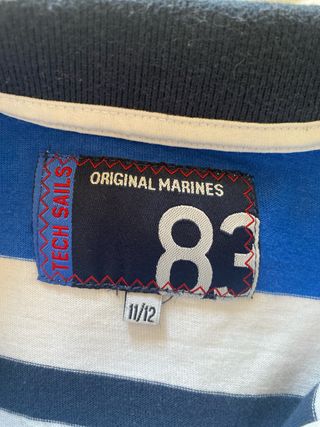 ORIGINAL MARINES
TECH SAILS
83
11/12